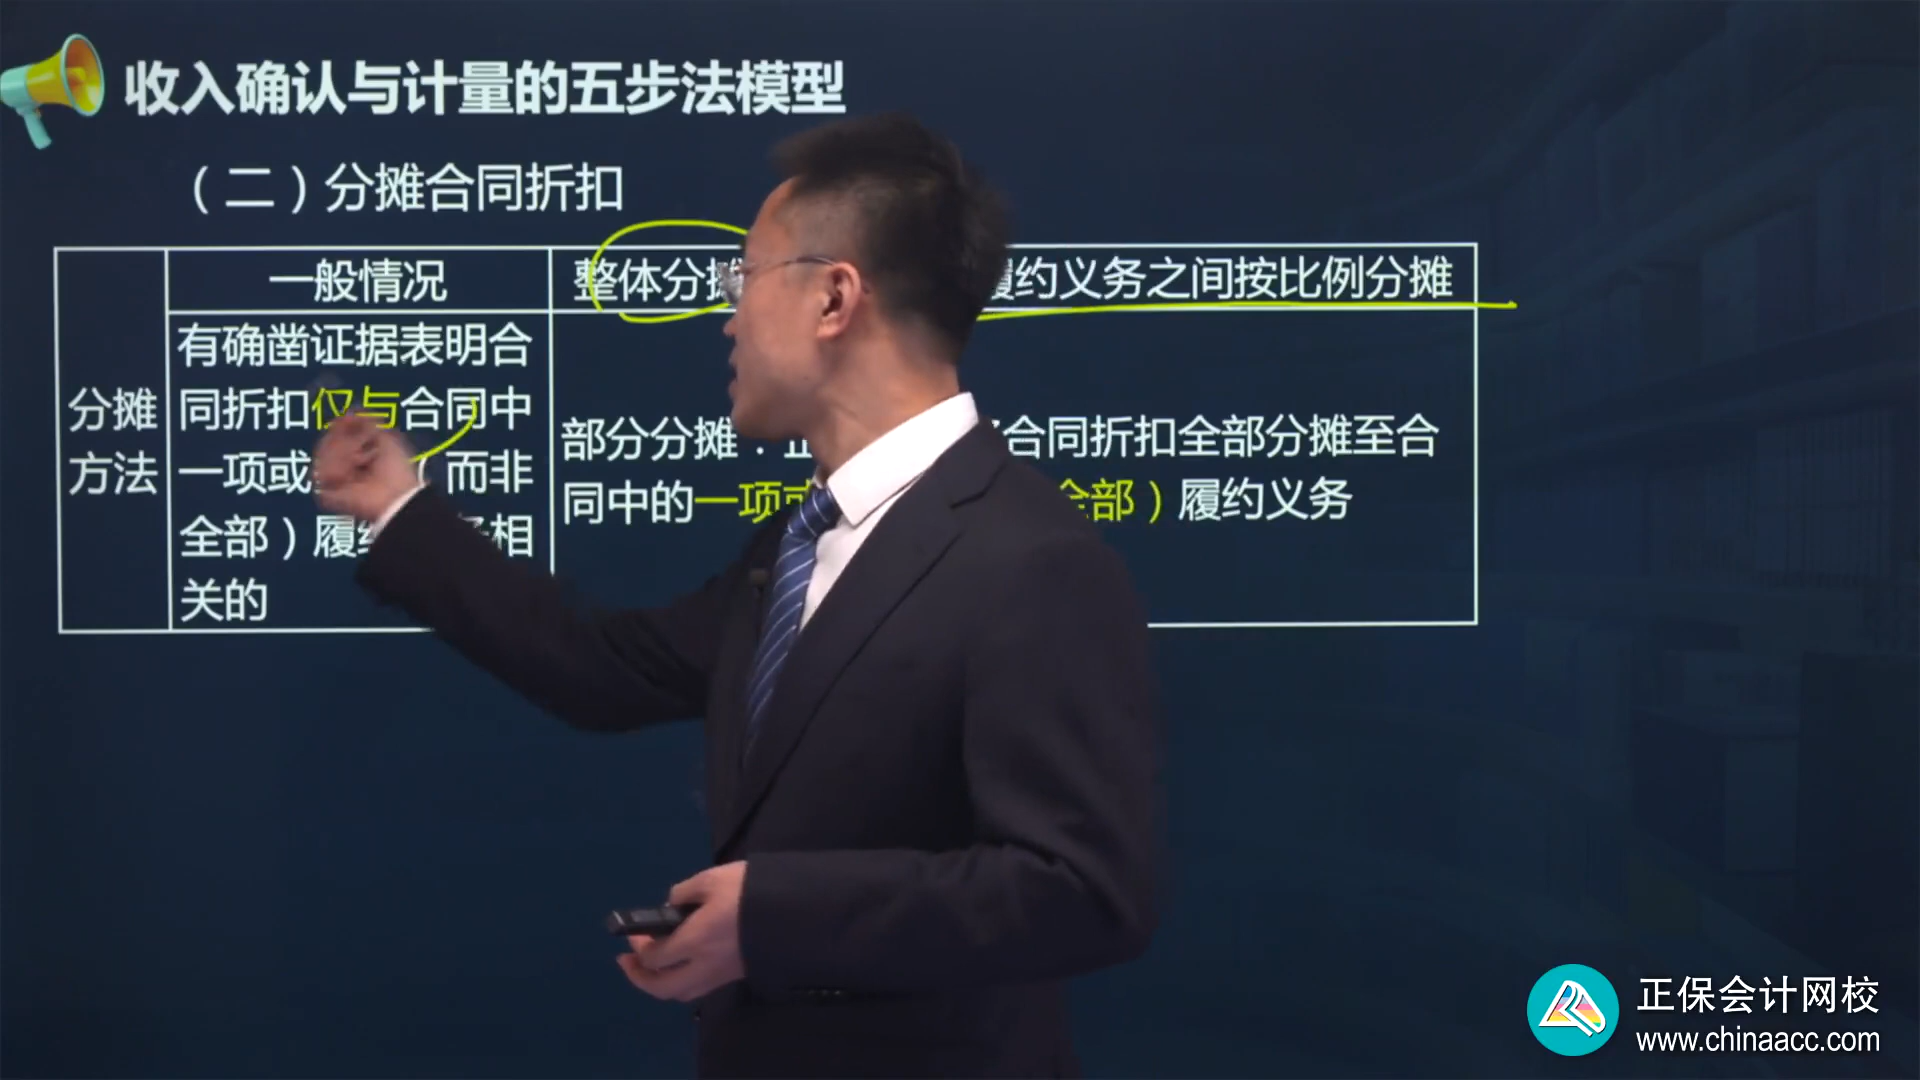 收入确认与计量的五步法模型
（二）分摊合同折扣
一般情况
整体分摊
履约义务之间按比例分摊
分摊
方法
有确凿证据表明合
同折扣仅与合同中
一项或
（而非
全部）履约
相
关的
部分分摊：
合同折扣全部分摊至合
同中的一项或
全部）履约义务
正保会计网校
www.chinaacc.com